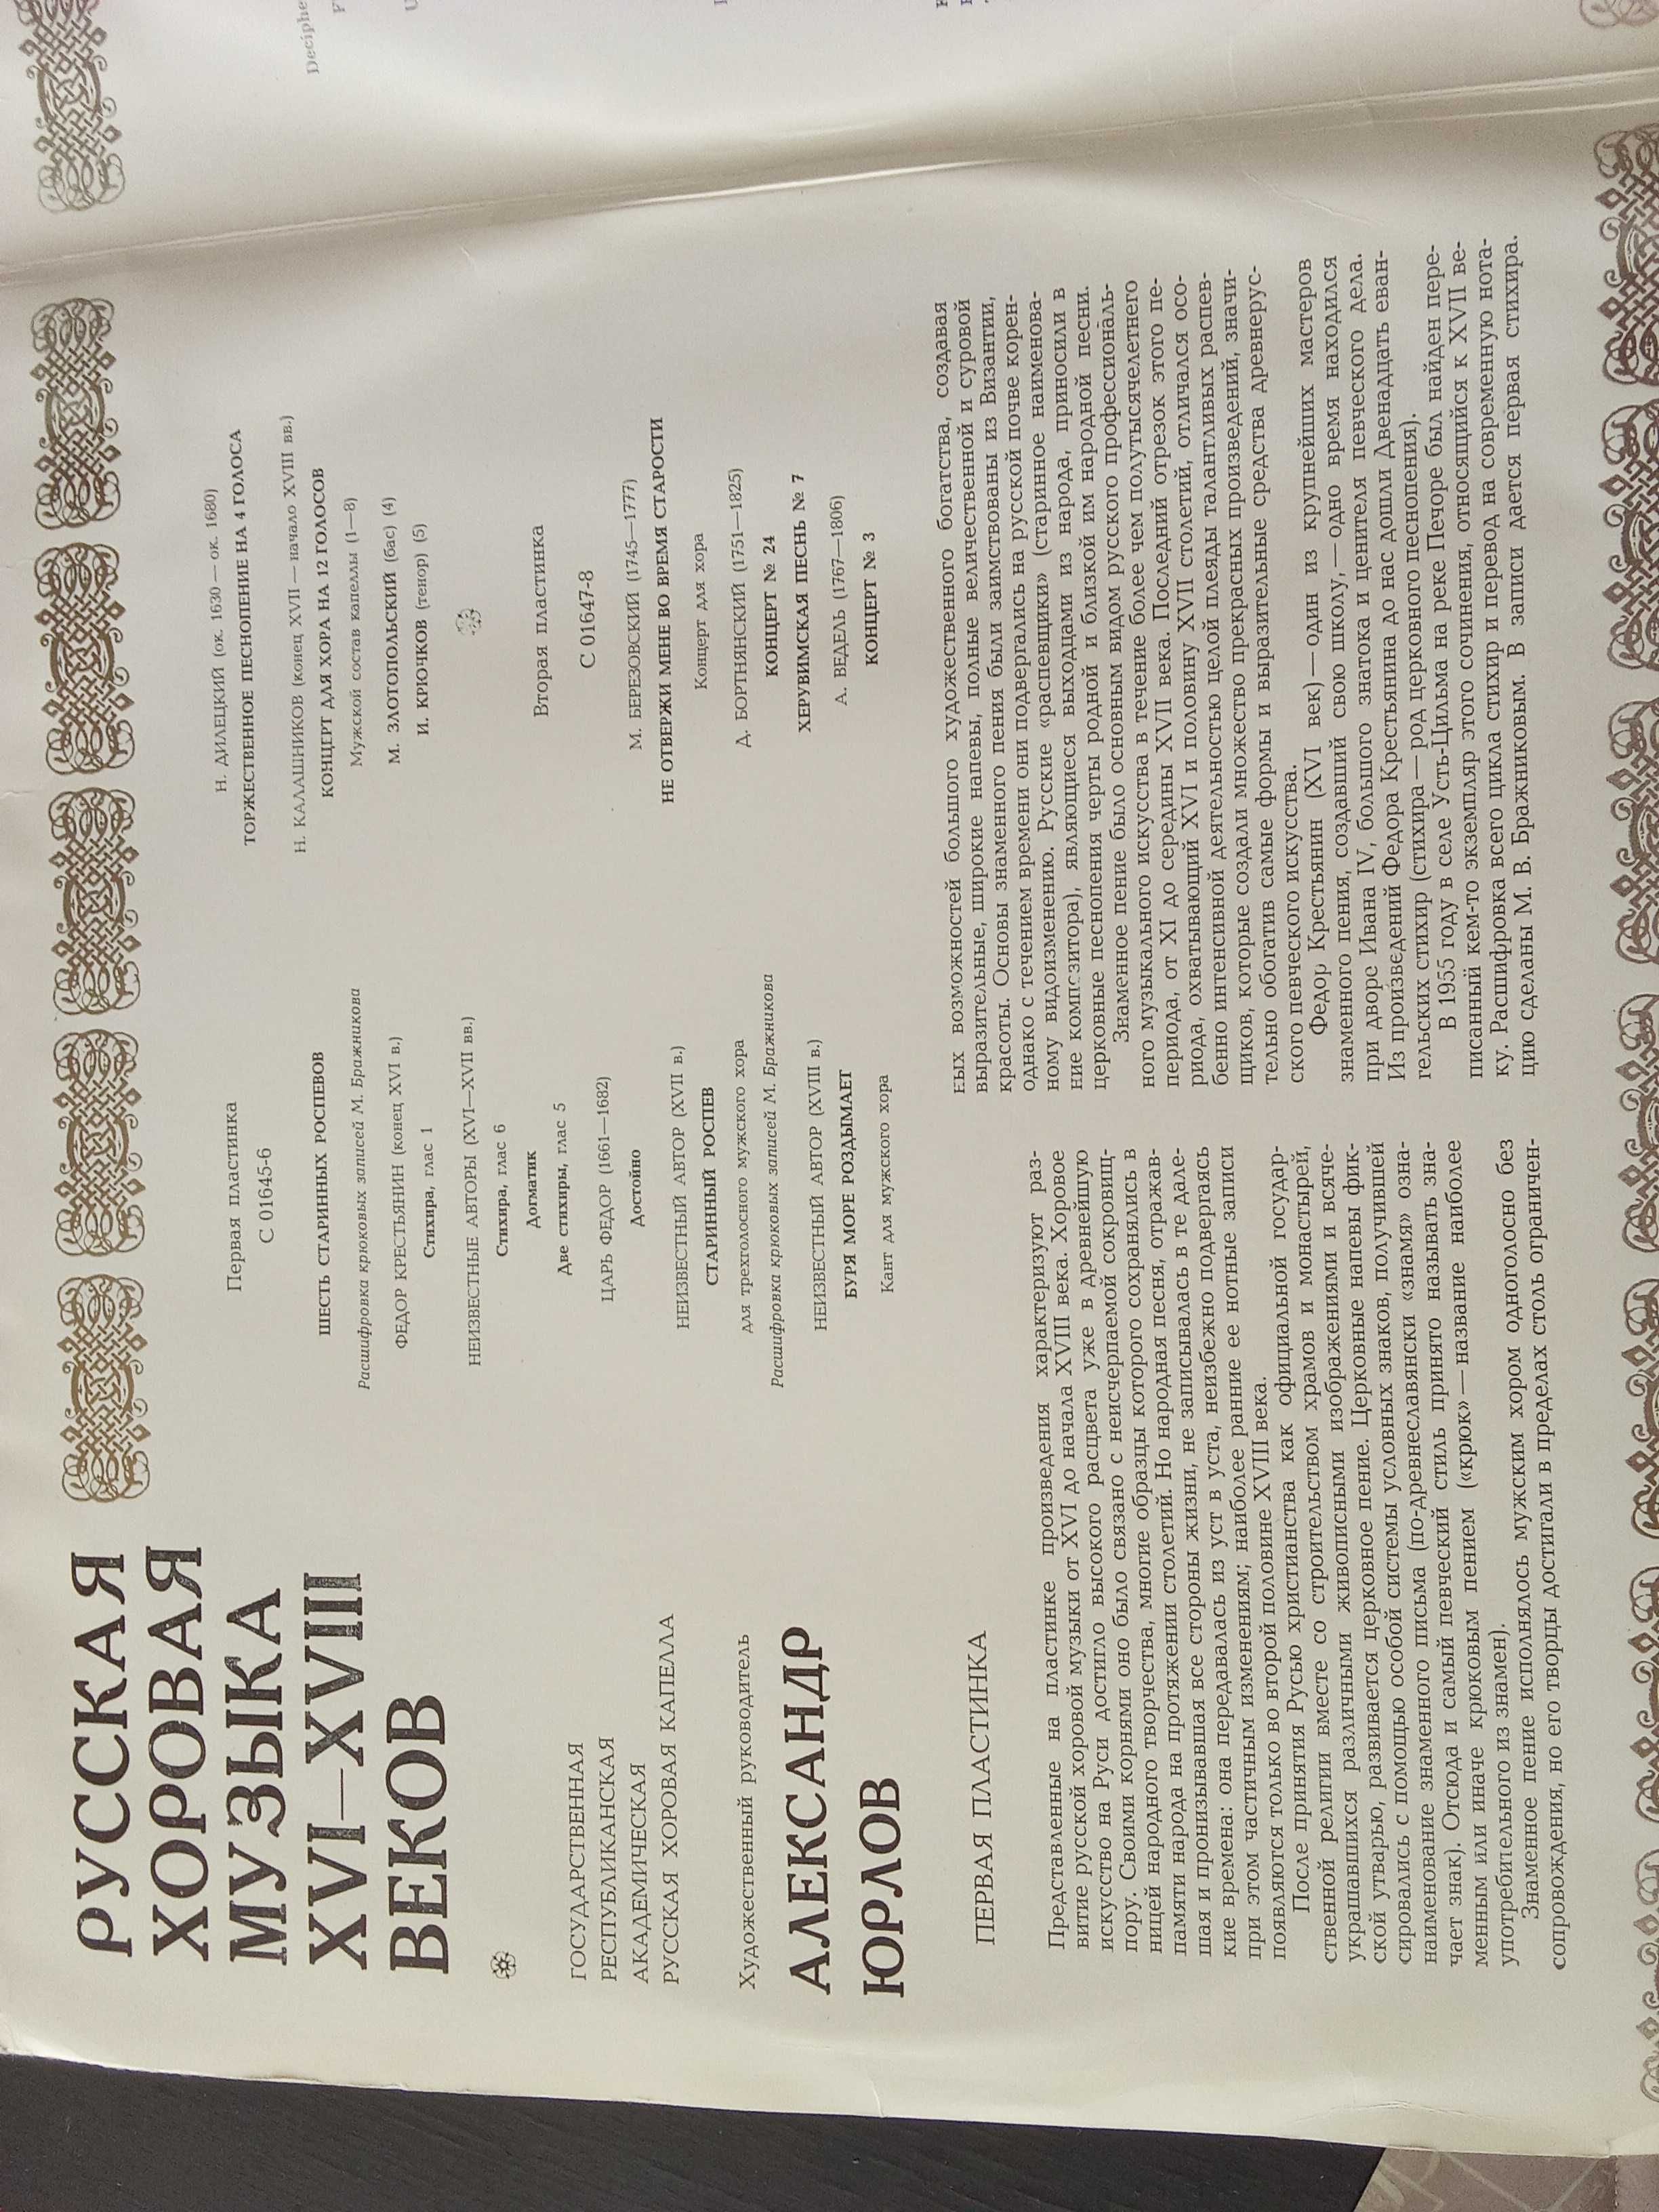 РУССКАЯ
ХОРОВАЯ
МУЗЫКА
XVI—XVIII
ВЕКОВ
ГОСУДАРСТВЕННАЯ
РЕСПУБЛИКАНСКАЯ
АКАДЕМИЧЕСКАЯ
РУССКАЯ ХОРОВАЯ КАПЕЛЛА
Художественный руководитель
АЛЕКСАНДР
ЮРЛОВ
Первая пластинка
С 01645-6
ШЕСТЬ СТАРИННЫХ РОСПЕВОВ
Расшифровка крюковых записей М. Бражникова
ФЕДОР КРЕСТЬЯНИН (конец XVI в.)
Стихира, глас 1
НЕИЗВЕСТНЫЕ АВТОРЫ (XVI—XVII вв.)
Стихира, глас 6
Догматик
Две стихиры, глас 5
ЦАРЬ ФЕДОР (1661—1682)
Достойно
НЕИЗВЕСТНЫЙ АВТОР (XVII в.)
СТАРИННЫЙ РОСПЕВ
для трехголосного мужского хора
Расшифровка крюковых записей М. Бражникова
НЕИЗВЕСТНЫЙ АВТОР (XVIII в.)
БУРЯ МОРЕ РОЗДЫМАЕТ
Кант для мужского хора
Н. ДИЛЕЦКИЙ (ок. 1630 — ок. 1680)
ТОРЖЕСТВЕННОЕ ПЕСНОПЕНИЕ НА 4 ГОЛОСА
Н. КАЛАШНИКОВ (конец XVII — начало XVIII вв.)
КОНЦЕРТ ДЛЯ ХОРА НА 12 ГОЛОСОВ
Мужской состав капеллы (1—8)
М. ЗЛОТОПОЛЬСКИЙ (бас) (4)
И. КРЮЧКОВ (тенор) (5)
Вторая пластинка
С 01647-8
М. БЕРЕЗОВСКИЙ (1745—1777)
НЕ ОТВЕРЖИ МЕНЕ ВО ВРЕМЯ СТАРОСТИ
Концерт для хора
Д. БОРТНЯНСКИЙ (1751—1825)
КОНЦЕРТ № 24
ХЕРУВИМСКАЯ ПЕСНЬ № 7
А. ВЕДЕЛЬ (1767—1806)
КОНЦЕРТ № 3
ПЕРВАЯ ПЛАСТИНКА
Представленные на пластинке произведения характеризуют раз-
витие русской хоровой музыки от XVI до начала XVIII века. Хоровое
искусство на Руси достигло высокого расцвета уже в древнейшую
пору. Своими корнями оно было связано с неисчерпаемой сокровищ-
ницей народного творчества, многие образцы которого сохранялись в
памяти народа на протяжении столетий. Но народная песня, отражав-
шая и пронизывавшая все стороны жизни, не записывалась в те дале-
кие времена: она передавалась из уст в уста, неизбежно подвергаясь
при этом частичным изменениям; наиболее ранние ее нотные записи
появляются только во второй половине XVIII века.
После принятия Русью христианства как официальной государ-
ственной религии вместе со строительством храмов и монастырей,
украшавшихся различными живописными изображениями и всяче-
ской утварью, развивается церковное пение. Церковные напевы фик-
сировались с помощью особой системы условных знаков, получившей
наименование знаменного письма (по-древнеславянски «знамя» озна-
чает знак). Отсюда и самый певческий стиль принято называть зна-
менным или иначе крюковым пением («крюк» — название наиболее
употребительного из знамен).
Знаменное пение исполнялось мужским хором одноголосно без
сопровождения, но его творцы достигали в пределах столь ограничен-
ных возможностей большого художественного богатства, создавая
выразительные, широкие напевы, полные величественной и суровой
красоты. Основы знаменного пения были заимствованы из Византии,
однако с течением времени они подвергались на русской почве корен-
ному видоизменению. Русские «распевщики» (старинное наименова-
ние композитора), являющиеся выходцами из народа, приносили в
церковные песнопения черты родной и близкой им народной песни.
Знаменное пение было основным видом русского профессиональ-
ного музыкального искусства в течение более чем полутысячелетнего
периода, от XI до середины XVII века. Последний отрезок этого пе-
риода, охватывающий XVI и половину XVII столетий, отличался осо-
бенно интенсивной деятельностью целой плеяды талантливых распев-
щиков, которые создали множество прекрасных произведений, значи-
тельно обогатив самые формы и выразительные средства древнерус-
ского певческого искусства.
Федор Крестьянин (XVI век) — один из крупнейших мастеров
знаменного пения, создавший свою школу, — одно время находился
при дворе Ивана IV, большого знатока и ценителя певческого дела.
Из произведений Федора Крестьянина до нас дошли Двенадцать еван-
гельских стихир (стихира — род церковного песнопения).
В 1955 году в селе Усть-Цильма на реке Печоре был найден пере-
писанный кем-то экземпляр этого сочинения, относящийся к XVII ве-
ку. Расшифровка всего цикла стихир и перевод на современную нота-
цию сделаны М. В. Бражниковым. В записи дается первая стихира.